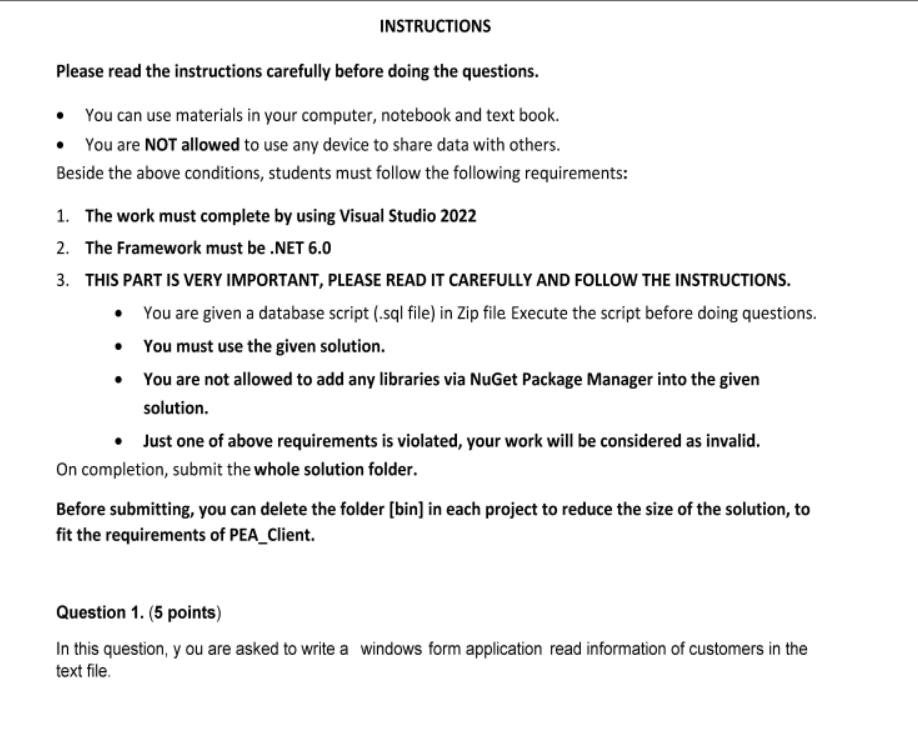 INSTRUCTIONS
Please read the instructions carefully before doing the questions.
• You can use materials in your computer, notebook and text book.
• You are NOT allowed to use any device to share data with others.
Beside the above conditions, students must follow the following requirements:
1. The work must complete by using Visual Studio 2022
2. The Framework must be .NET 6.0
3. THIS PART IS VERY IMPORTANT, PLEASE READ IT CAREFULLY AND FOLLOW THE INSTRUCTIONS.
• You are given a database script (.sql file) in Zip file Execute the script before doing questions.
• You must use the given solution.
• You are not allowed to add any libraries via NuGet Package Manager into the given
solution.
• Just one of above requirements is violated, your work will be considered as invalid.
On completion, submit the whole solution folder.
Before submitting, you can delete the folder [bin] in each project to reduce the size of the solution, to
fit the requirements of PEA_Client.
Question 1. (5 points)
In this question, y ou are asked to write a windows form application read information of customers in the
text file.